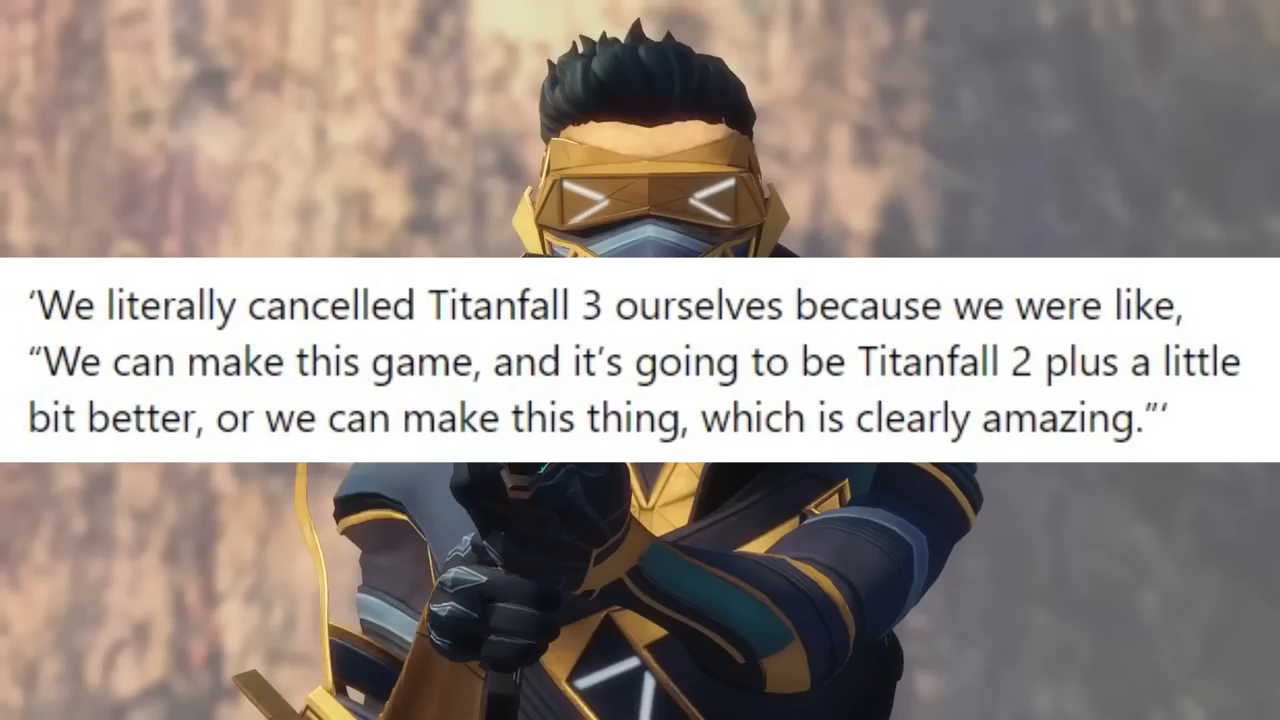 ‘We literally cancelled Titanfall 3 ourselves because we were like,
“We can make this game, and it’s going to be Titanfall 2 plus a little
bit better, or we can make this thing, which is clearly amazing.”‘